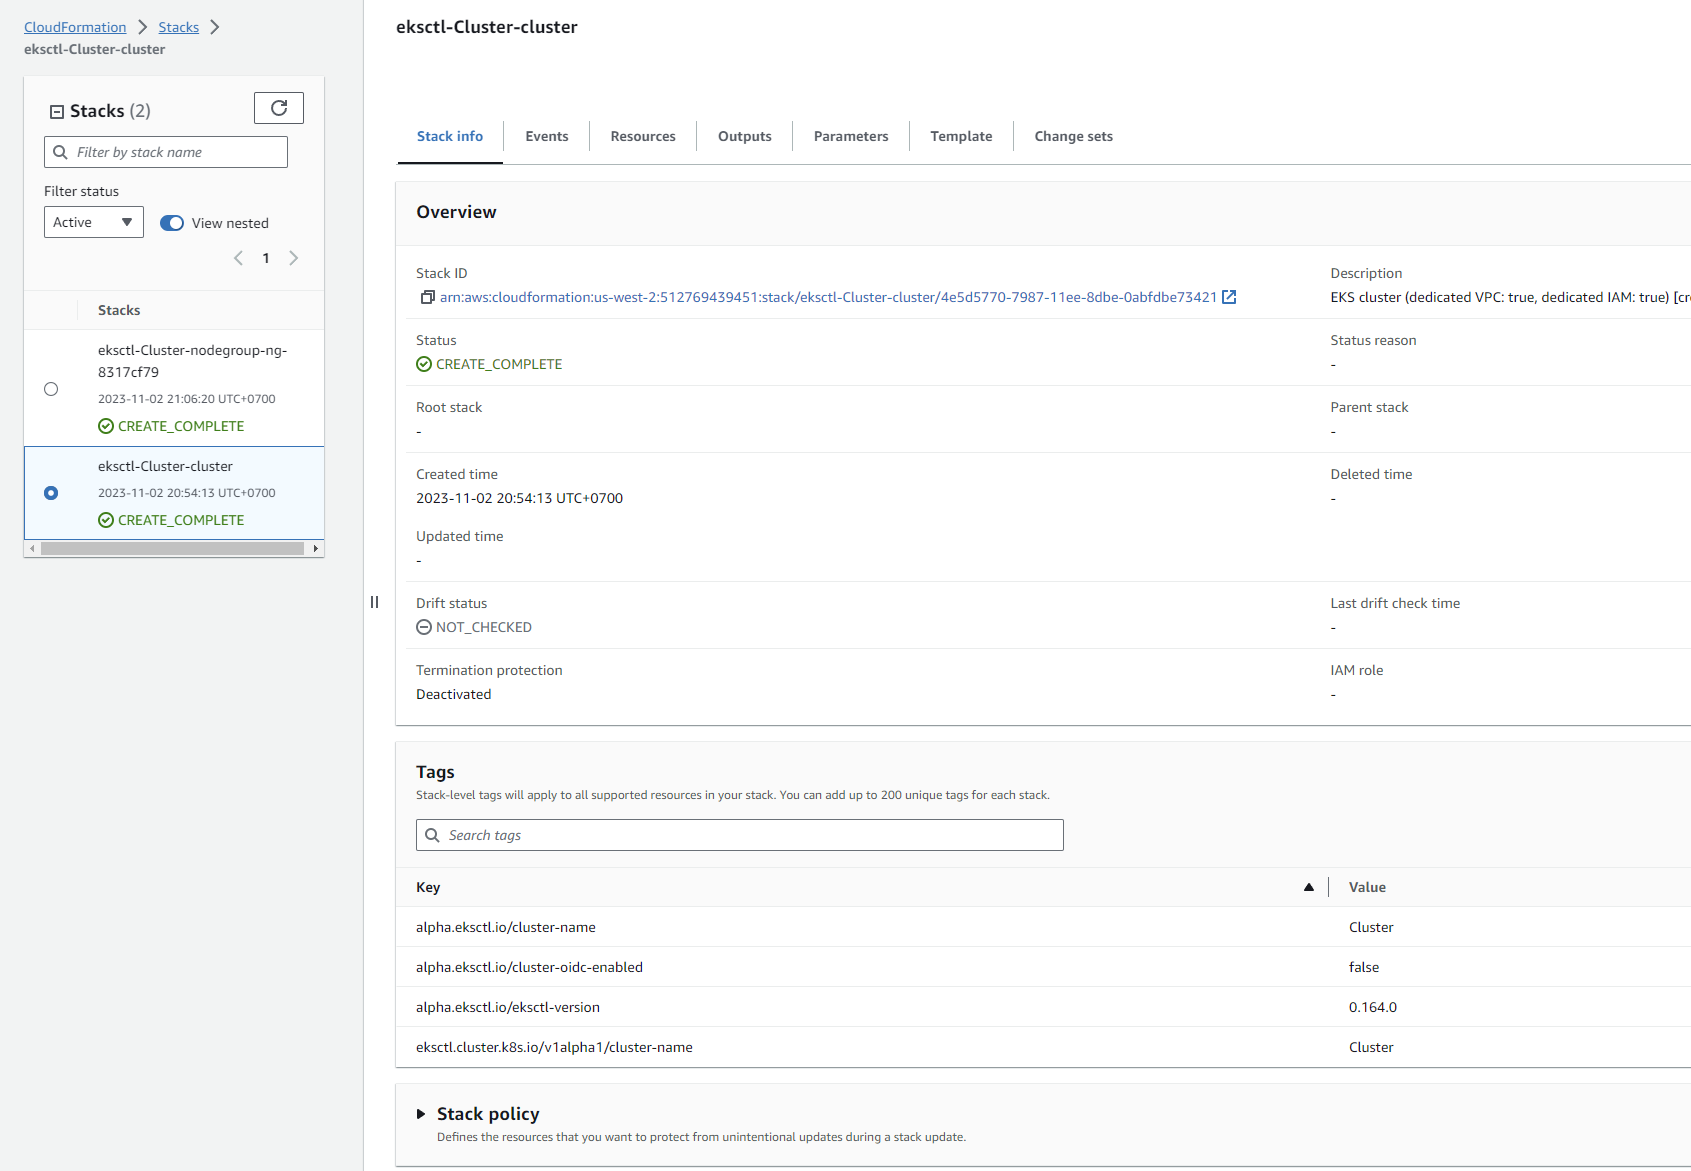 CloudFormation
Stacks
eksctl-Cluster-cluster
Stacks (2)
Filter by stack name
Filter status
Active
View nested
1
Stacks
eksctl-Cluster-nodegroup-ng-
8317cf79
2023-11-02 21:06:20 UTC+0700
CREATE_COMPLETE
eksctl-Cluster-cluster
2023-11-02 20:54:13 UTC+0700
CREATE_COMPLETE
eksctl-Cluster-cluster
Stack info
Events
Resources
Outputs
Parameters
Template
Change sets
Overview
Stack ID
arn:aws:cloudformation:us-west-2:512769439451:stack/eksctl-Cluster-cluster/4e5d5770-7987-11ee-8dbe-0abfdbe73421
Description
EKS cluster (dedicated VPC: true, dedicated IAM: true) [cr
Status
CREATE_COMPLETE
Status reason
-
Root stack
-
Parent stack
-
Created time
2023-11-02 20:54:13 UTC+0700
Deleted time
-
Updated time
-
Drift status
NOT_CHECKED
Last drift check time
-
Termination protection
Deactivated
IAM role
-
Tags
Stack-level tags will apply to all supported resources in your stack. You can add up to 200 unique tags for each stack.
Search tags
Key
Value
alpha.eksctl.io/cluster-name
Cluster
alpha.eksctl.io/cluster-oidc-enabled
false
alpha.eksctl.io/eksctl-version
0.164.0
eksctl.cluster.k8s.io/v1alpha1/cluster-name
Cluster
Stack policy
Defines the resources that you want to protect from unintentional updates during a stack update.